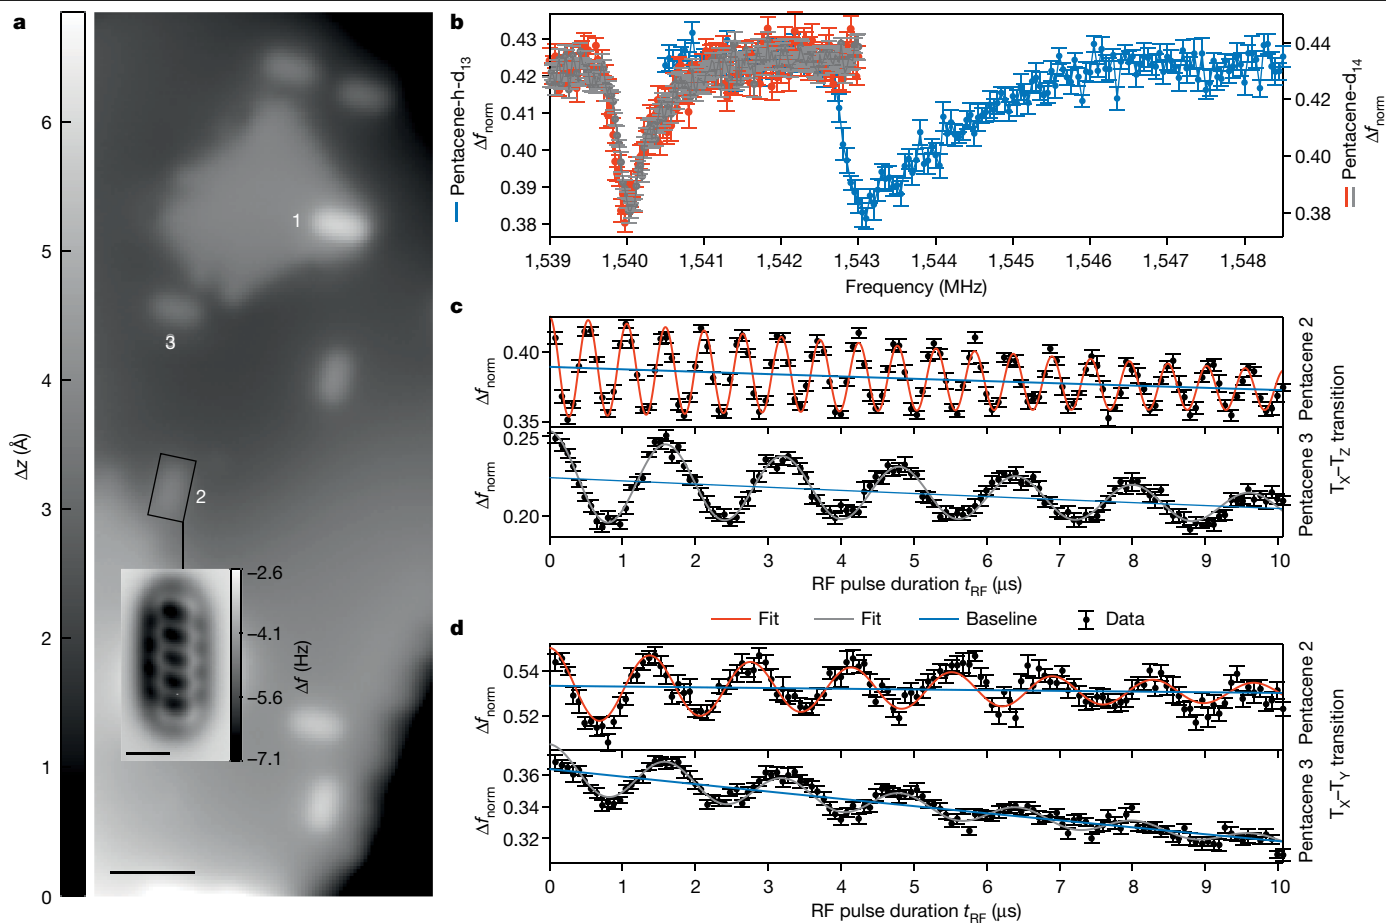 a
6
5
4
3
2
1
0
Δz (Å)
1
3
2
−2.6
−4.1
−5.6
−7.1
Δf (Hz)
b
Pentacene-h-d13
Δfnorm
0.43
0.42
0.41
0.40
0.39
0.38
0.44
0.42
0.40
0.38
Pentacene-d14
Δfnorm
1,539 1,540 1,541 1,542 1,543 1,544 1,545 1,546 1,547 1,548
Frequency (MHz)
c
Δfnorm
0.40
0.35
Pentacene 2
Δfnorm
0.25
0.20
Pentacene 3
TX–TZ transition
0 1 2 3 4 5 6 7 8 9 10
RF pulse duration tRF (μs)
Fit Fit Baseline Data
d
Δfnorm
0.54
0.52
Pentacene 2
Δfnorm
0.36
0.34
0.32
Pentacene 3
TX–TY transition
0 1 2 3 4 5 6 7 8 9 10
RF pulse duration tRF (μs)